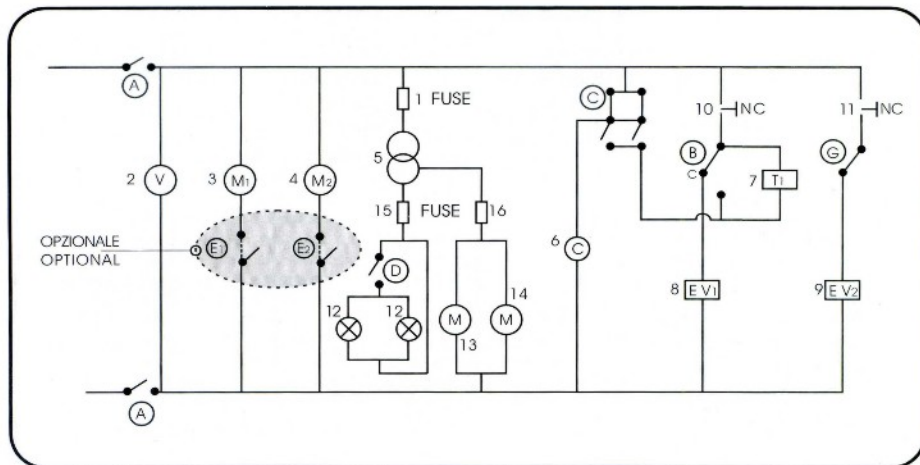 A
1 FUSE
C
10 NC
11 NC
5
B
G
C
7 T1
2 V
3 M1
4 M2
15 FUSE
16
OPZIONALE
OPTIONAL
E1
E2
6 C
D
8 EV1
9 EV2
12
12
14
M
M
13
A